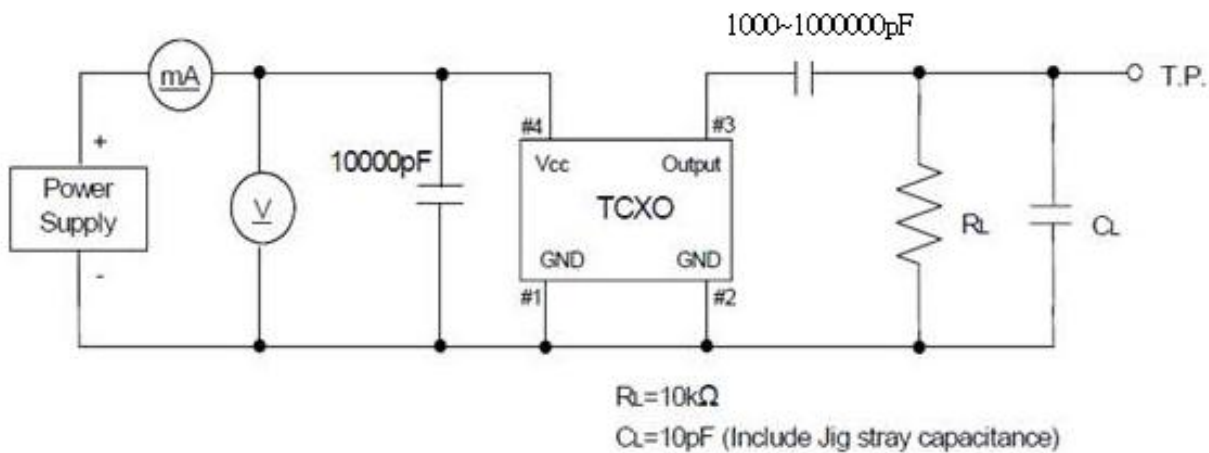 1000~1000000pF
mA
T.P.
+
#4
#3
10000pF
Vcc
Output
Power
Supply
V
TCXO
RL
CL
-
GND
GND
#1
#2
RL=10kΩ
CL=10pF (Include Jig stray capacitance)